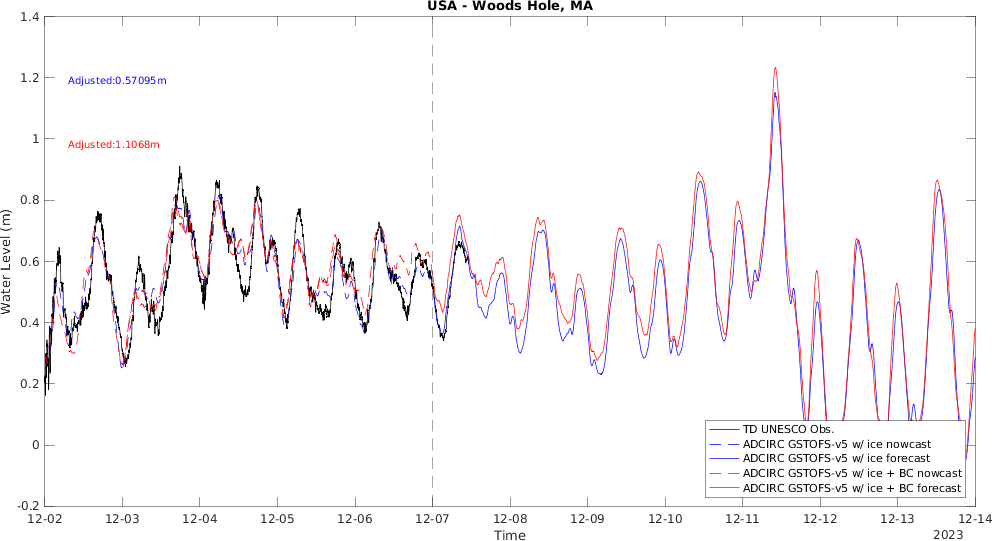 USA - Woods Hole, MA
1.4
1.2
1
0.8
0.6
0.4
0.2
0
-0.2
Water Level (m)
Adjusted:0.57095m
Adjusted:1.1068m
TD UNESCO Obs.
ADCIRC GSTOFS-v5 w/ ice nowcast
ADCIRC GSTOFS-v5 w/ ice forecast
ADCIRC GSTOFS-v5 w/ ice + BC nowcast
ADCIRC GSTOFS-v5 w/ ice + BC forecast
12-02 12-03 12-04 12-05 12-06 12-07 12-08 12-09 12-10 12-11 12-12 12-13 12-14
Time
2023